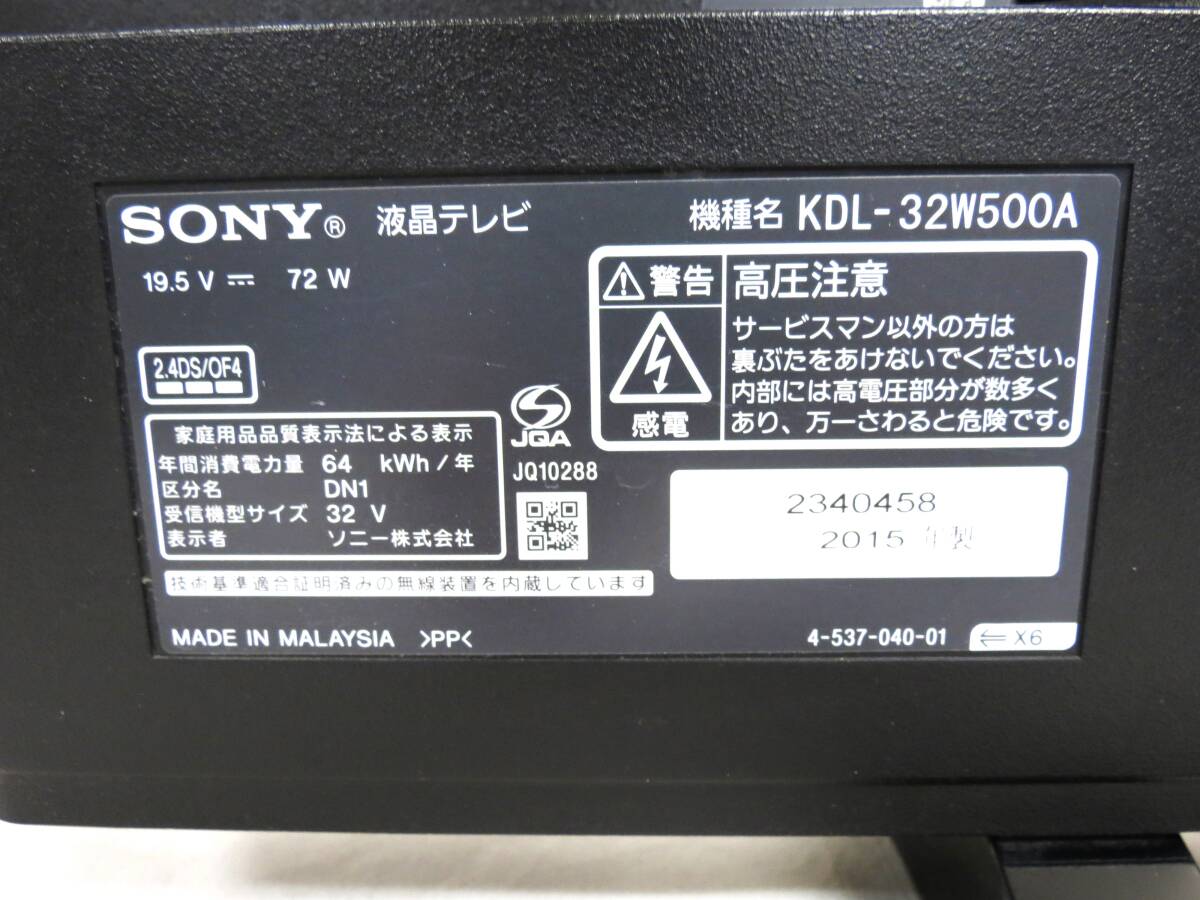 SONY® 液晶テレビ
機種名 KDL-32W500A
19.5 V ⎓ 72 W
警告 高圧注意
感電
サービスマン以外の方は
裏ぶたをあけないでください。
内部には高電圧部分が数多く
あり、万一さわると危険です。
2.4DS/OF4
家庭用品品質表示法による表示
年間消費電力量 64 kWh/年
区分名 DN1
受信機型サイズ 32 V
表示者 ソニー株式会社
JQA
JQ10288
2340458
2015 年製
技術基準適合証明済みの無線装置を内蔵しています
MADE IN MALAYSIA >PP<
4-537-040-01 ⇐ X6